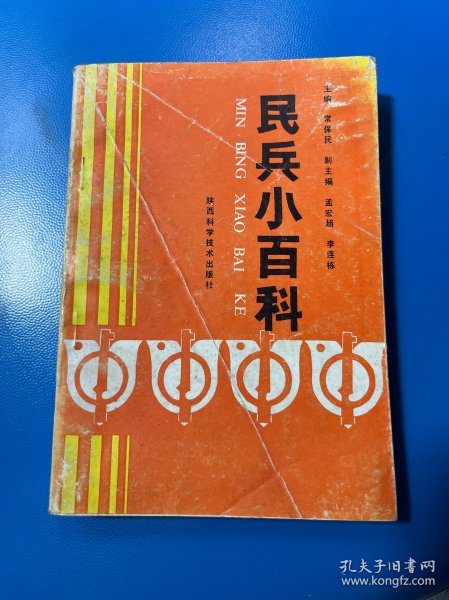 主编 常保民 副主编 孟宏超 李连栋
民兵小百科
MIN BING XIAO BAI KE
陕西科学技术出版社
孔夫子旧书网
www.kongfz.com